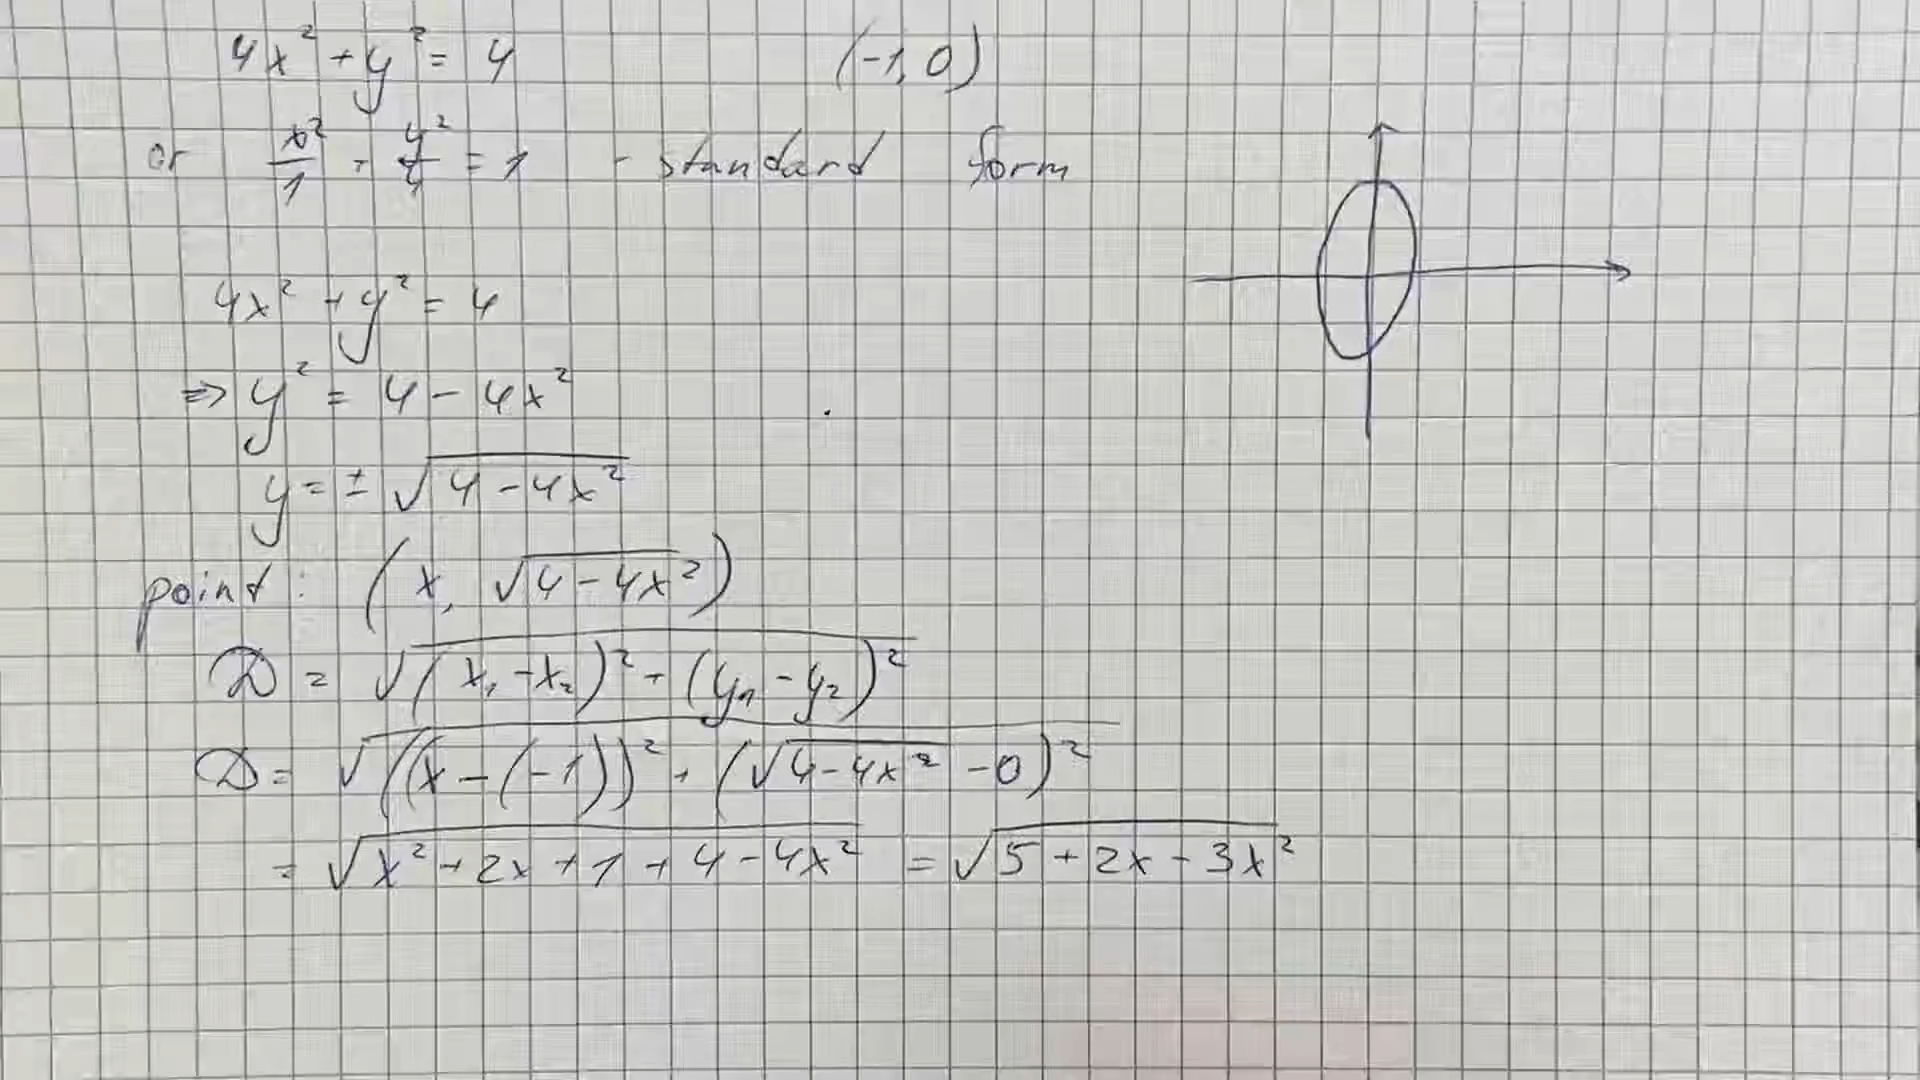 4x² + y² = 4 (-1, 0)
or x²/1 + y²/4 = 1 - standard form
4x² + y² = 4
=> y² = 4 - 4x²
y = ± √(4 - 4x²)
point: (x, √(4 - 4x²))
D = √((x₁ - x₂)² + (y₁ - y₂)²)
D = √((x - (-1))² + (√(4 - 4x²) - 0)²)
= √(x² + 2x + 1 + 4 - 4x²) = √(5 + 2x - 3x²)